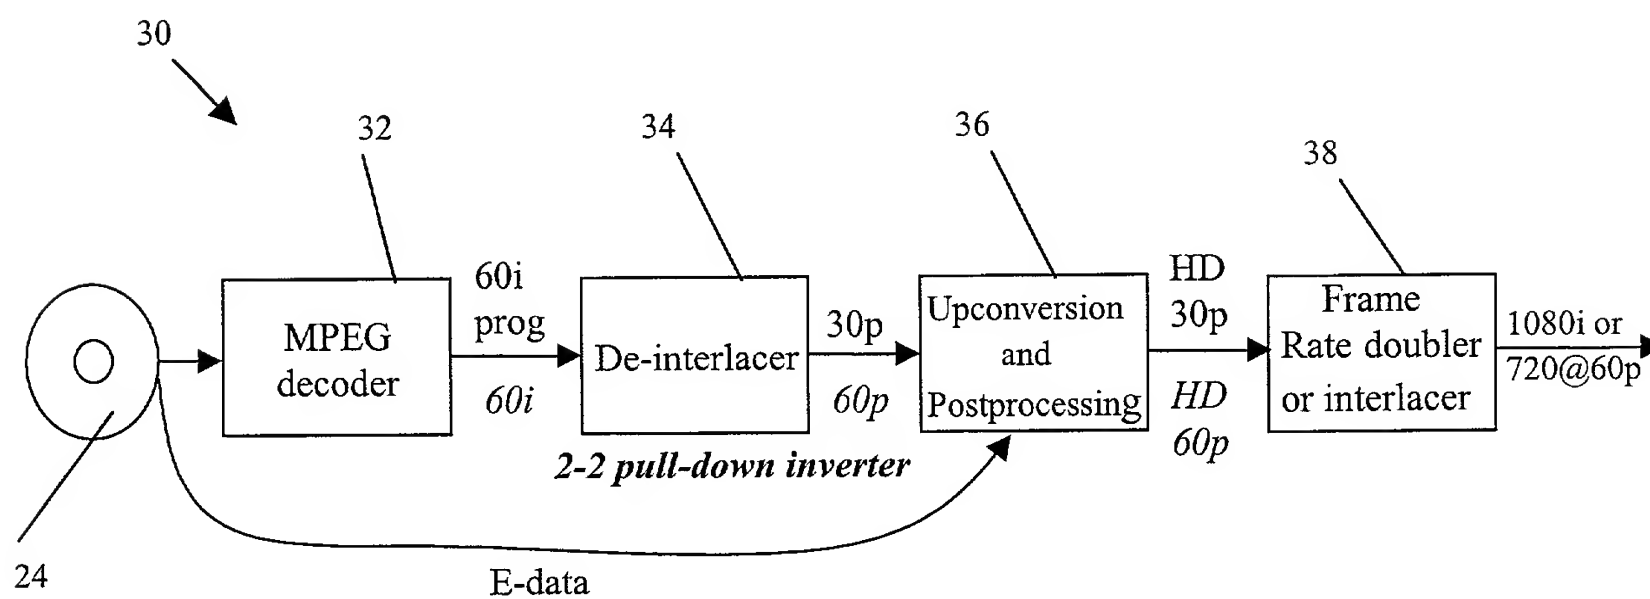 30
32
34
36
38
MPEG
decoder
60i
prog
60i
De-interlacer
2-2 pull-down inverter
30p
60p
Upconversion
and
Postprocessing
HD
30p
HD
60p
Frame
Rate doubler
or interlacer
1080i or
720@60p
24
E-data